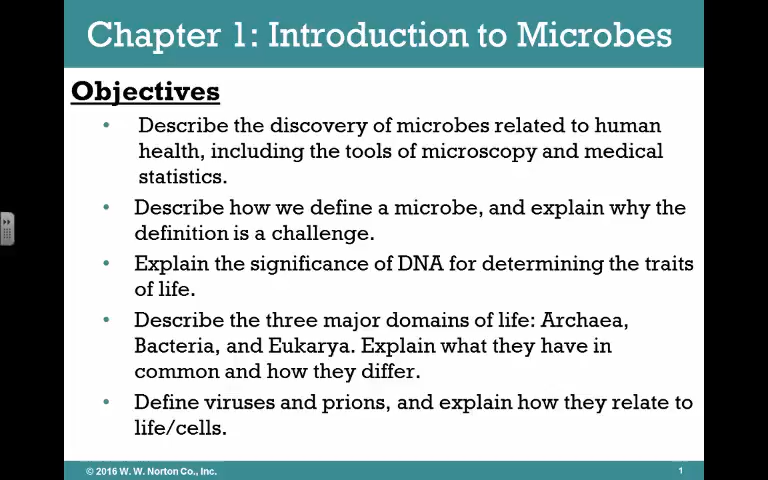 Chapter 1: Introduction to Microbes
Objectives
• Describe the discovery of microbes related to human
health, including the tools of microscopy and medical
statistics.
• Describe how we define a microbe, and explain why the
definition is a challenge.
• Explain the significance of DNA for determining the traits
of life.
• Describe the three major domains of life: Archaea,
Bacteria, and Eukarya. Explain what they have in
common and how they differ.
• Define viruses and prions, and explain how they relate to
life/cells.
© 2016 W. W. Norton Co., Inc. 1